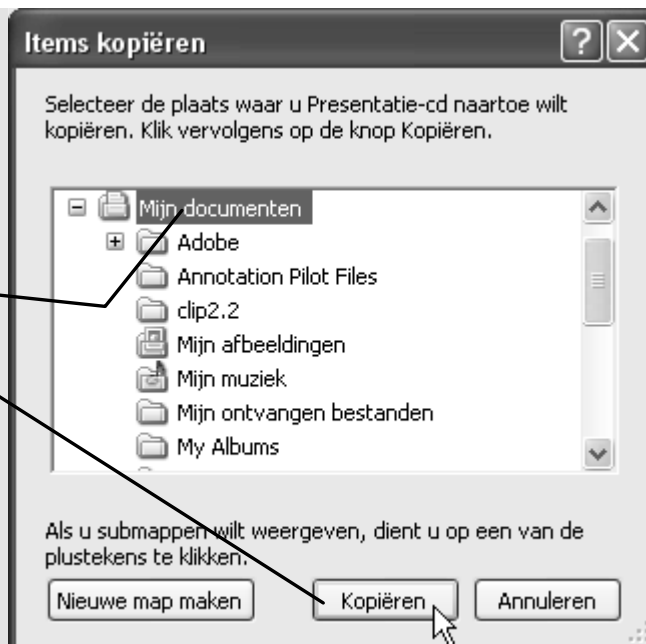 Items kopiëren
Selecteer de plaats waar u Presentatie-cd naartoe wilt
kopiëren. Klik vervolgens op de knop Kopiëren.
Mijn documenten
Adobe
Annotation Pilot Files
clip2.2
Mijn afbeeldingen
Mijn muziek
Mijn ontvangen bestanden
My Albums
Als u submappen wilt weergeven, dient u op een van de
plustekens te klikken.
Nieuwe map maken
Kopiëren
Annuleren